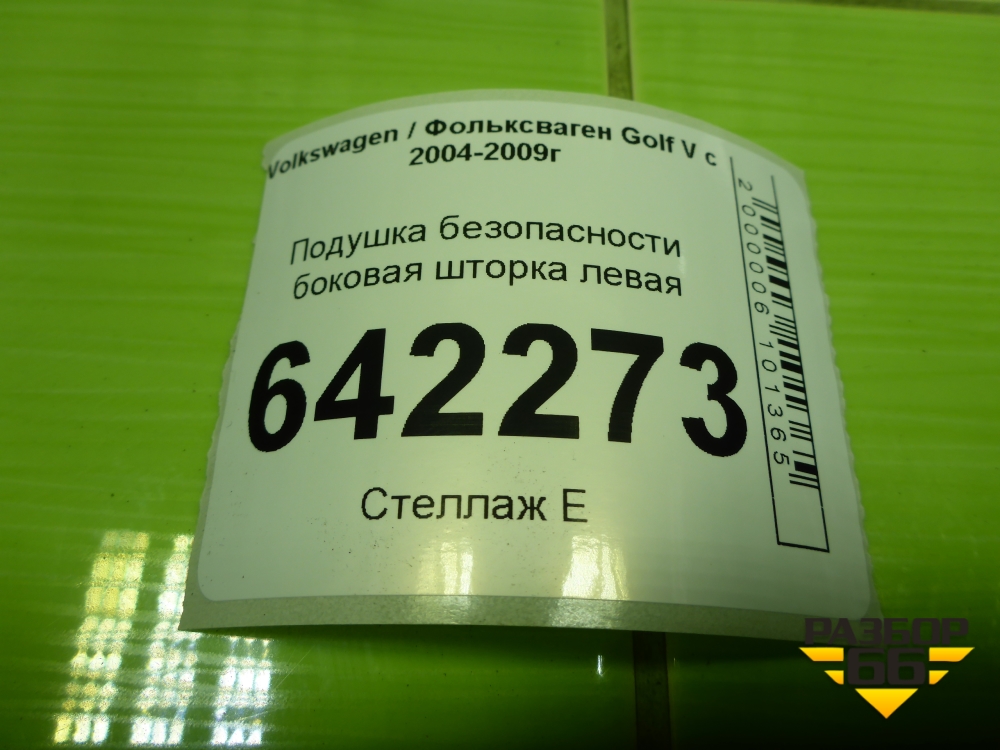 Volkswagen / Фольксваген Golf V с
2004-2009г
Подушка безопасности
боковая шторка левая
642273
Стеллаж Е
2000006101365
РАЗБОР
66